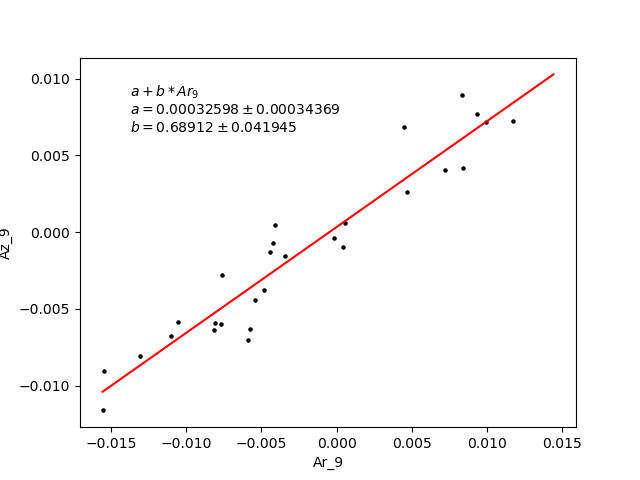 a + b * Ar₉
a = 0.00032598 ± 0.00034369
b = 0.68912 ± 0.041945
0.010
0.005
0.000
−0.005
−0.010
Az_9
−0.015 −0.010 −0.005 0.000 0.005 0.010 0.015
Ar_9